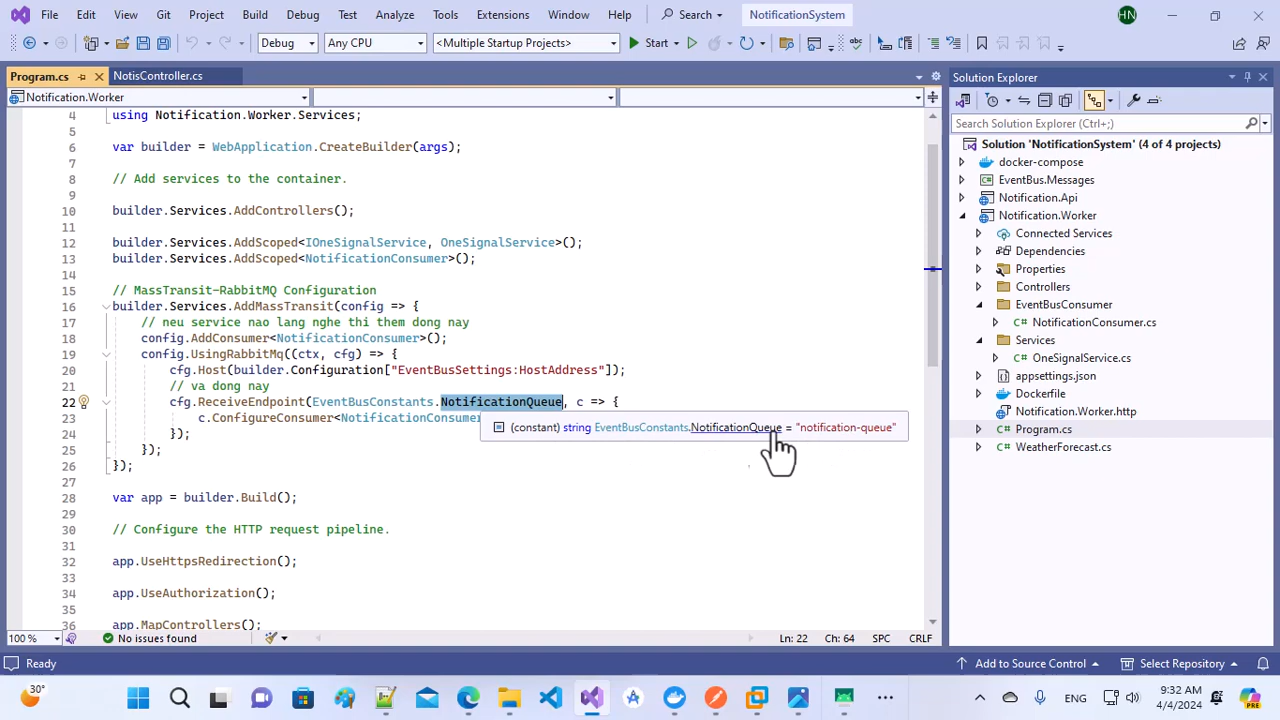 File Edit View Git Project Build Debug Test Analyze Tools Extensions Window Help Search NotificationSystem HN
Debug Any CPU <Multiple Startup Projects> Start
Program.cs NotisController.cs
Notification.Worker
4 using Notification.Worker.Services;
5
6 var builder = WebApplication.CreateBuilder(args);
7
8 // Add services to the container.
9
10 builder.Services.AddControllers();
11
12 builder.Services.AddScoped<IOneSignalService, OneSignalService>();
13 builder.Services.AddScoped<NotificationConsumer>();
14
15 // MassTransit-RabbitMQ Configuration
16 builder.Services.AddMassTransit(config => {
17 // neu service nao lang nghe thi them dong nay
18 config.AddConsumer<NotificationConsumer>();
19 config.UsingRabbitMq((ctx, cfg) => {
20 cfg.Host(builder.Configuration["EventBusSettings:HostAddress"]);
21 // va dong nay
22 cfg.ReceiveEndpoint(EventBusConstants.NotificationQueue, c => {
23 c.ConfigureConsumer<NotificationConsumer
(constant) string EventBusConstants.NotificationQueue = "notification-queue"
24 });
25 });
26 });
27
28 var app = builder.Build();
29
30 // Configure the HTTP request pipeline.
31
32 app.UseHttpsRedirection();
33
34 app.UseAuthorization();
35
36 app.MapControllers();
100 % No issues found Ln: 22 Ch: 64 SPC CRLF
Solution Explorer
Search Solution Explorer (Ctrl+;)
Solution 'NotificationSystem' (4 of 4 projects)
docker-compose
EventBus.Messages
Notification.Api
Notification.Worker
Connected Services
Dependencies
Properties
Controllers
EventBusConsumer
NotificationConsumer.cs
Services
OneSignalService.cs
appsettings.json
Dockerfile
Notification.Worker.http
Program.cs
WeatherForecast.cs
Ready Add to Source Control Select Repository
30° ENG 9:32 AM
4/4/2024 PRE